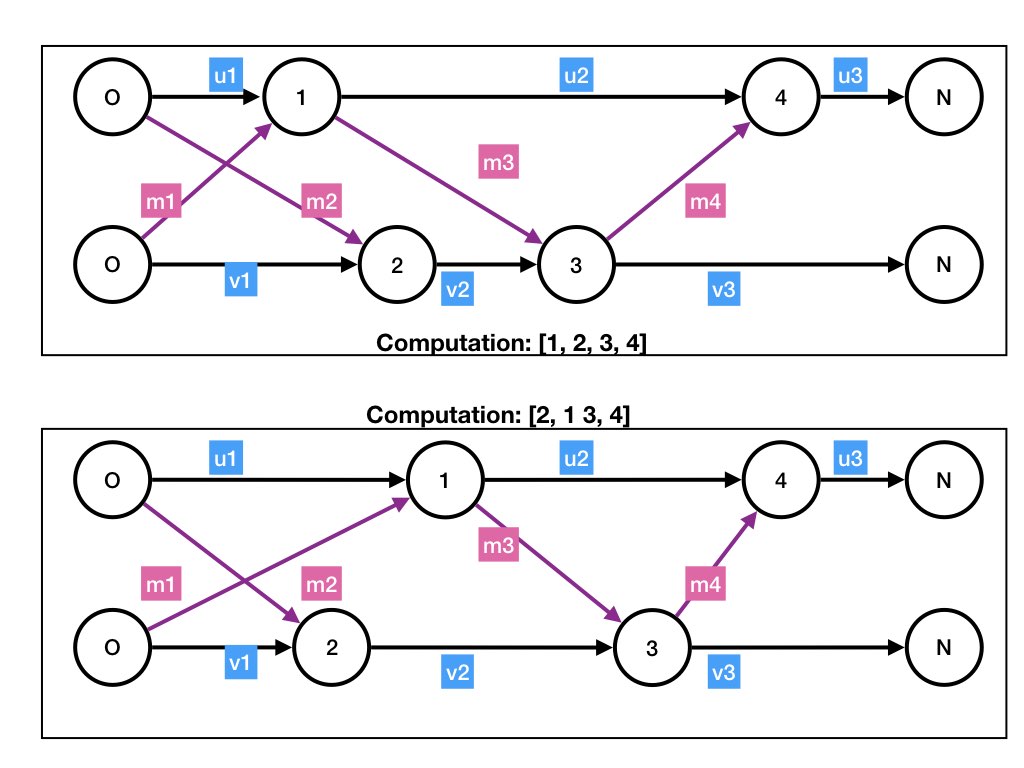 u1 u2 u3
O 1 4 N
m3
m1 m2 m4
O 2 3 N
v1 v2 v3
Computation: [1, 2, 3, 4]
Computation: [2, 1 3, 4]
u1 u2 u3
O 1 4 N
m3
m1 m2 m4
O 2 3 N
v1 v2 v3